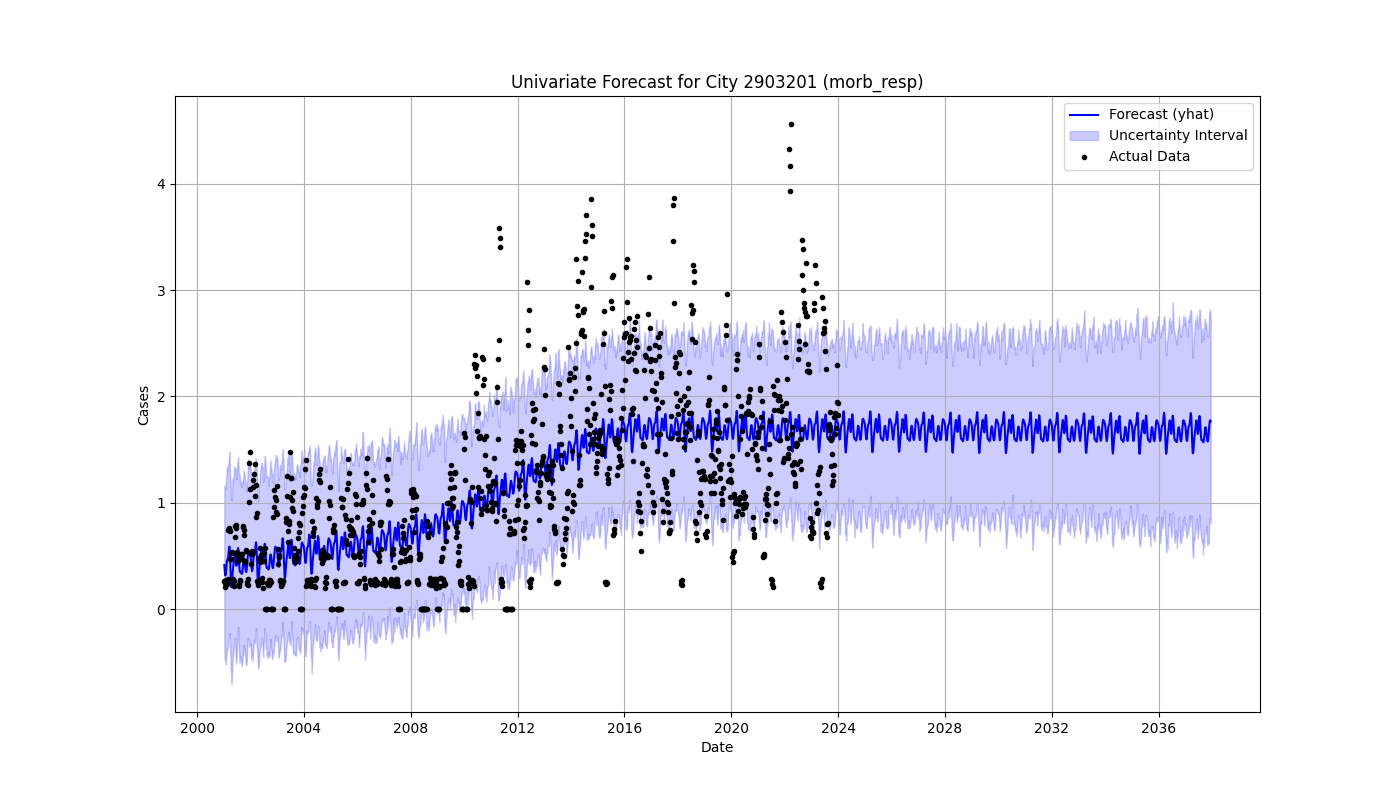 Univariate Forecast for City 2903201 (morb_resp)
Forecast (yhat)
Uncertainty Interval
Actual Data
Cases
4
3
2
1
0
2000 2004 2008 2012 2016 2020 2024 2028 2032 2036
Date